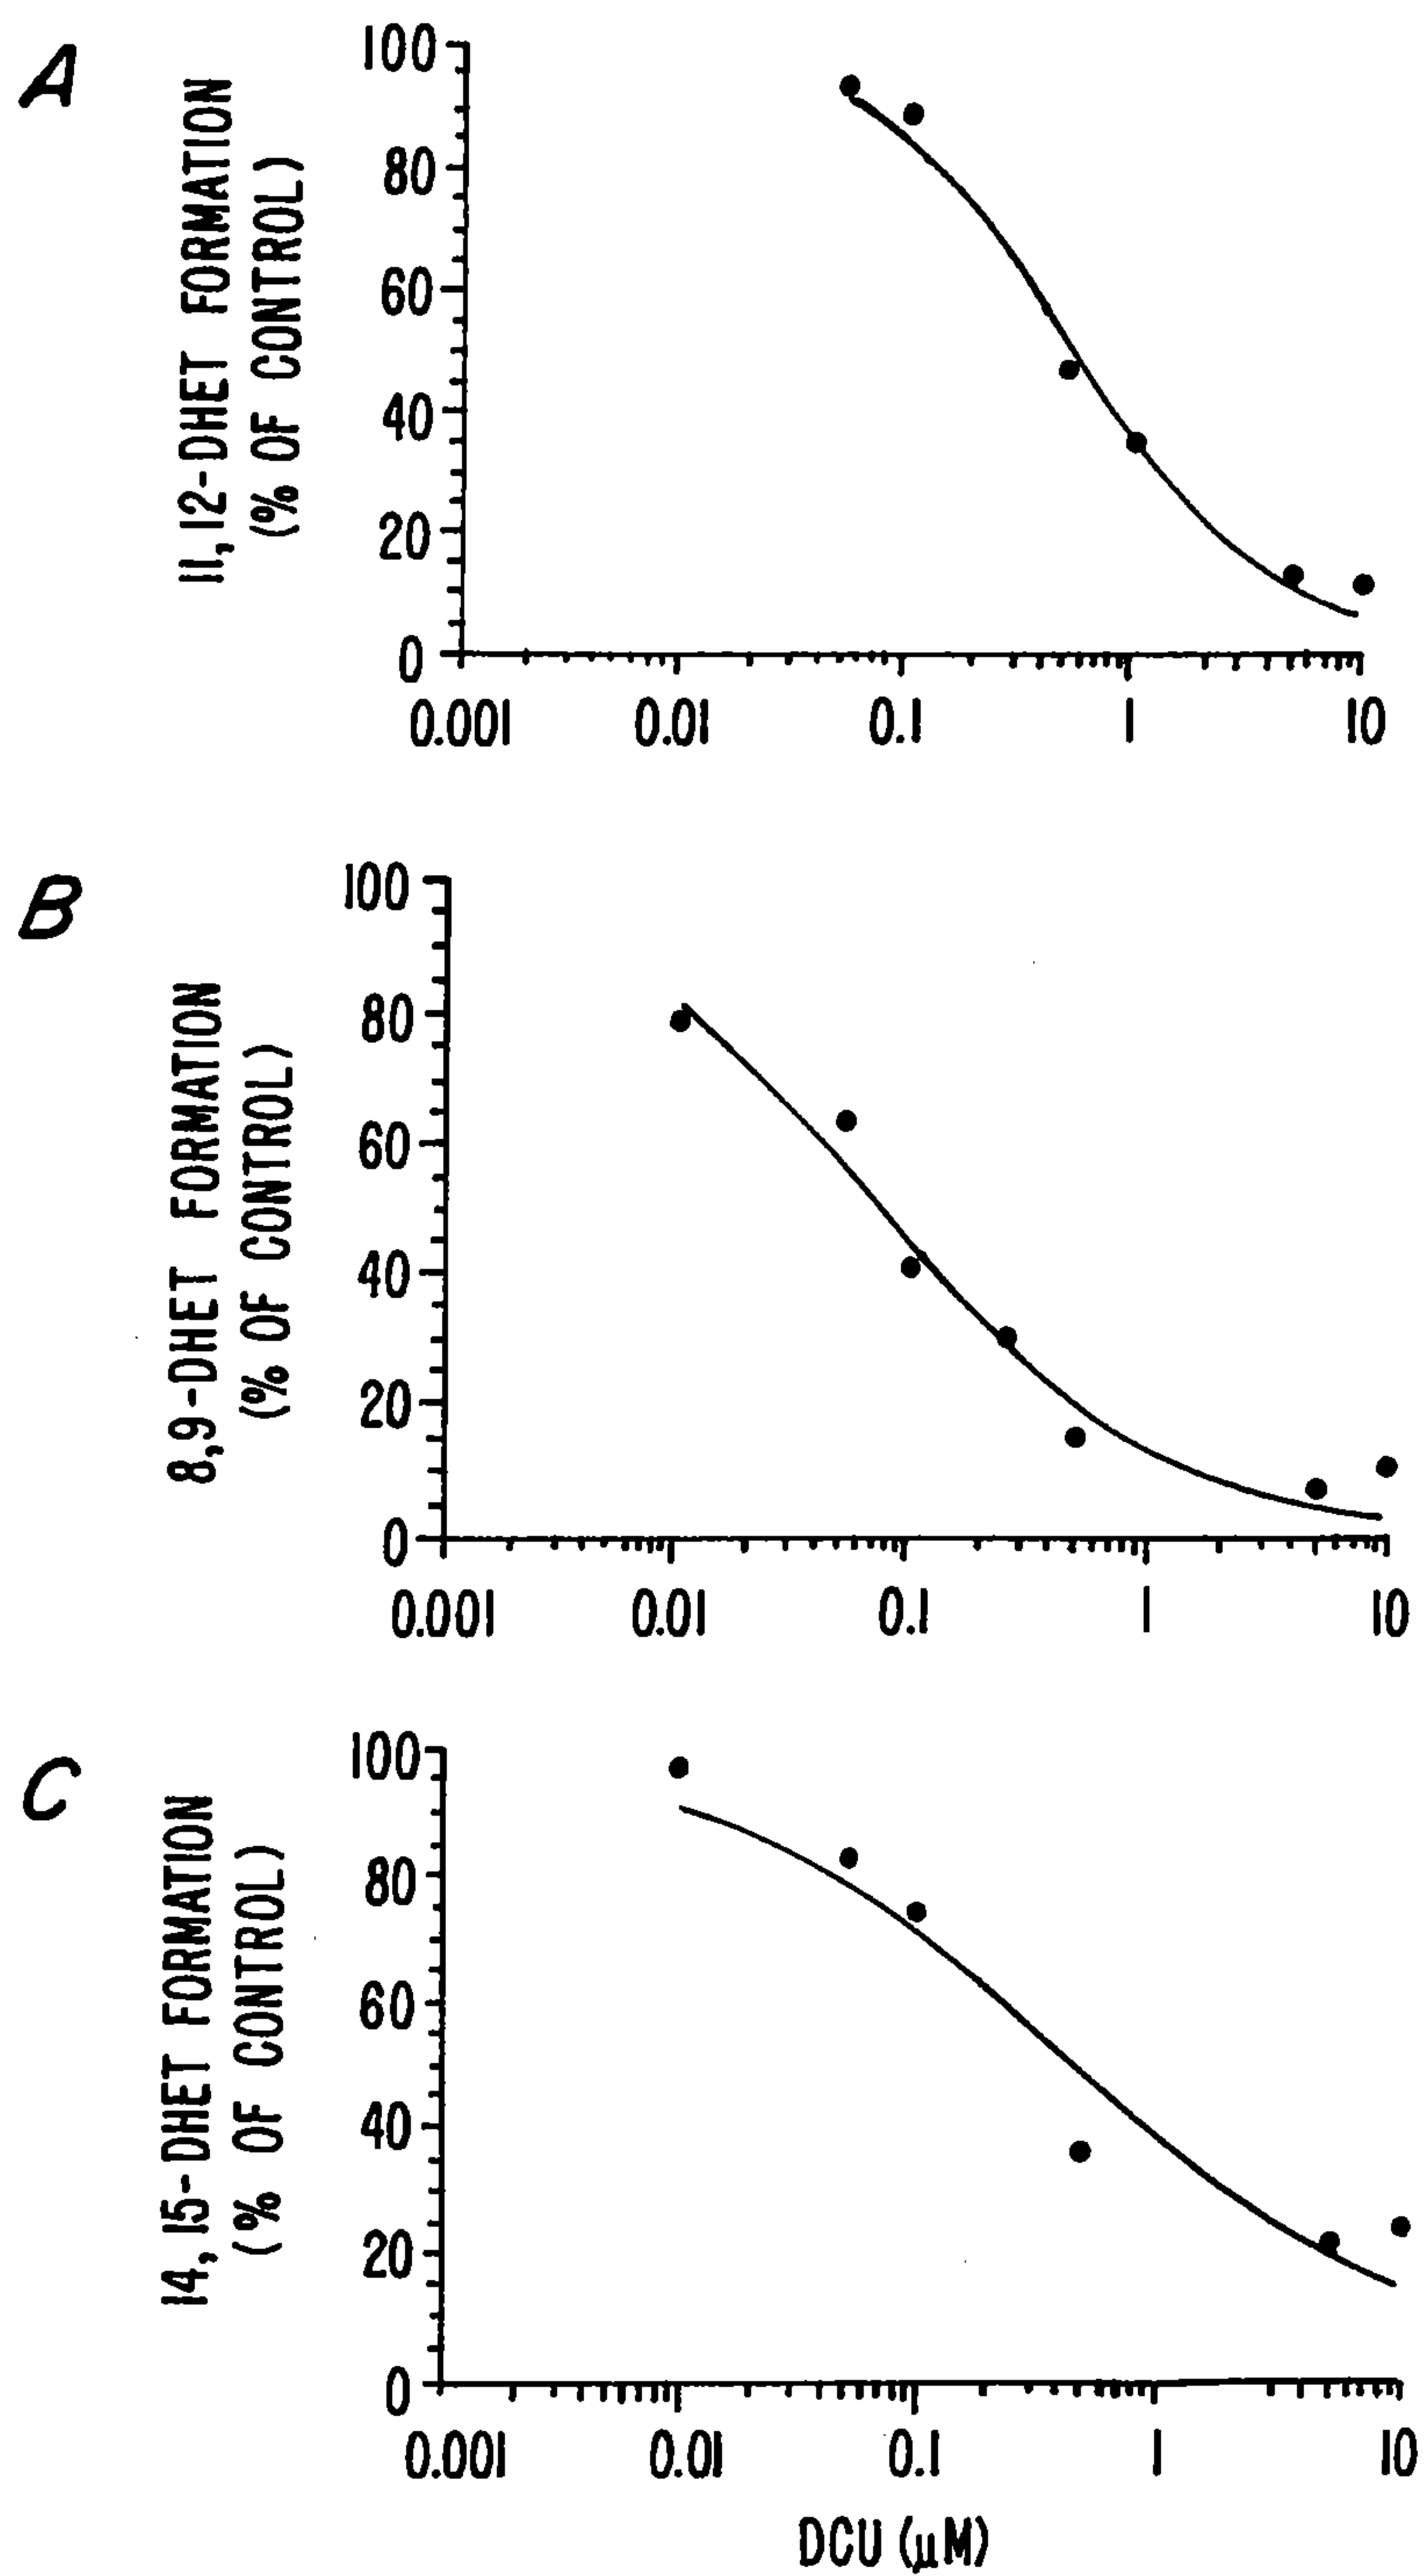 A
11,12-DHET FORMATION
(% OF CONTROL)
100
80
60
40
20
0
0.001 0.01 0.1 1 10
B
8,9-DHET FORMATION
(% OF CONTROL)
100
80
60
40
20
0
0.001 0.01 0.1 1 10
C
14,15-DHET FORMATION
(% OF CONTROL)
100
80
60
40
20
0
0.001 0.01 0.1 1 10
DCU (μM)